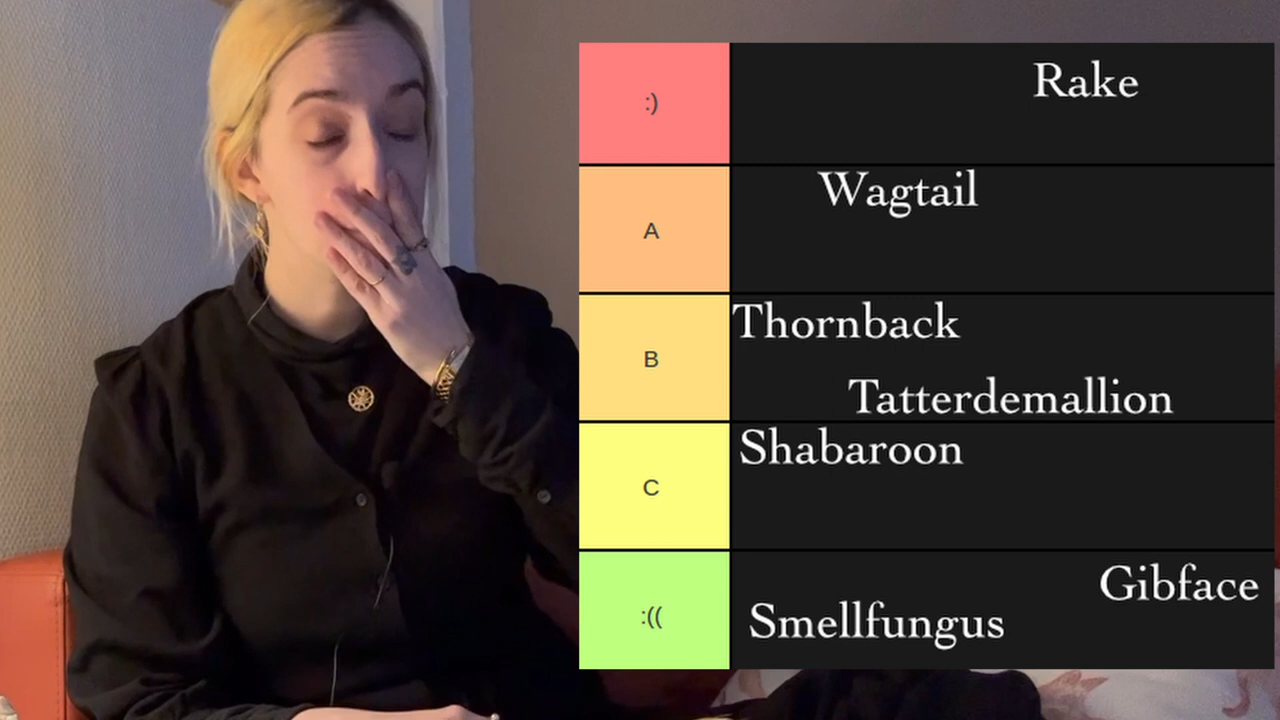 :)
Rake
A
Wagtail
B
Thornback
Tatterdemallion
C
Shabaroon
:((
Gibface
Smellfungus